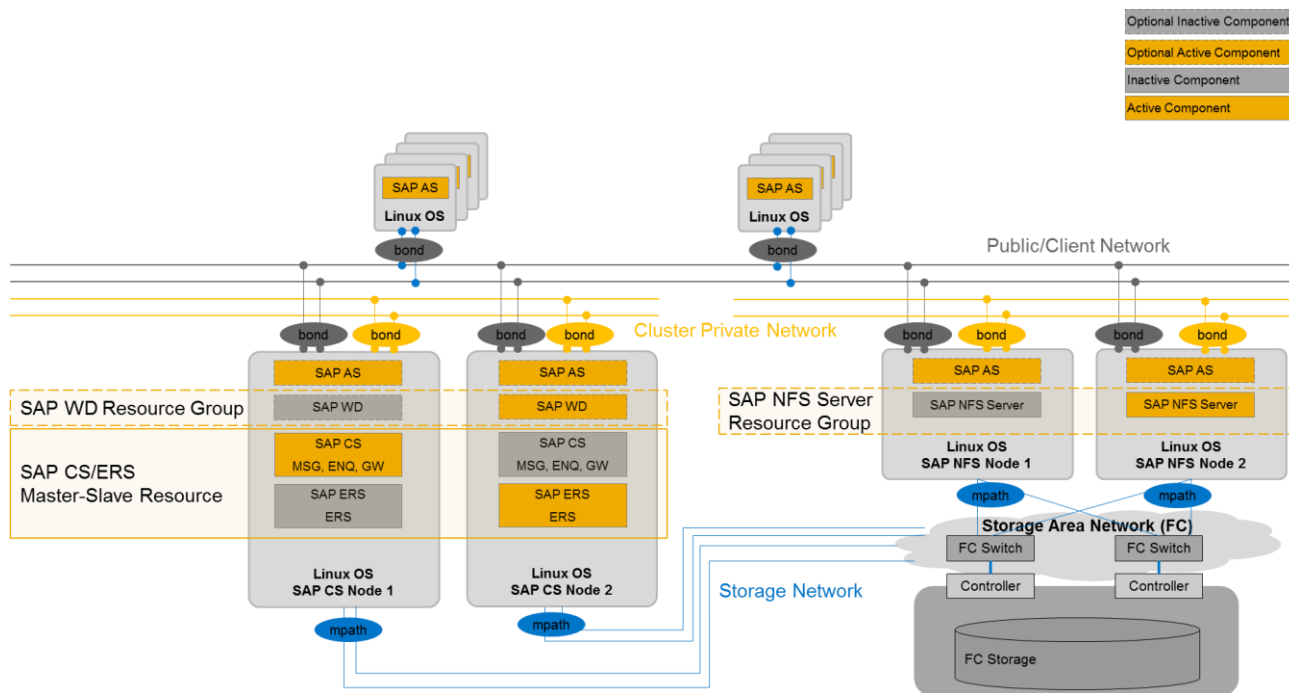 Optional Inactive Component
Optional Active Component
Inactive Component
Active Component
SAP AS
Linux OS
bond
SAP AS
Linux OS
bond
Public/Client Network
Cluster Private Network
bond
bond
bond
bond
bond
bond
bond
bond
SAP AS
SAP AS
SAP AS
SAP AS
SAP WD Resource Group
SAP WD
SAP WD
SAP NFS Server
Resource Group
SAP NFS Server
SAP NFS Server
SAP CS/ERS
Master-Slave Resource
SAP CS
MSG, ENQ, GW
SAP CS
MSG, ENQ, GW
SAP ERS
ERS
SAP ERS
ERS
Linux OS
SAP CS Node 1
Linux OS
SAP CS Node 2
Linux OS
SAP NFS Node 1
Linux OS
SAP NFS Node 2
mpath
mpath
mpath
mpath
Storage Area Network (FC)
FC Switch
FC Switch
Controller
Controller
Storage Network
FC Storage